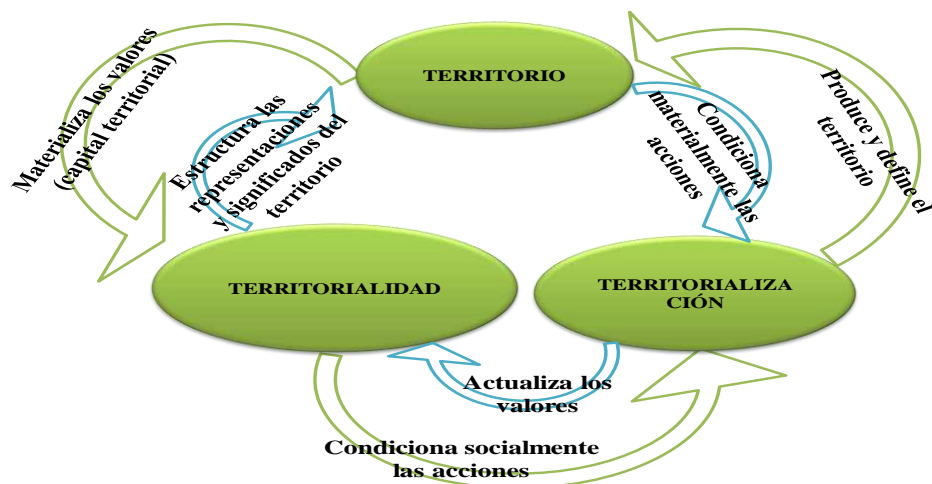 TERRITORIO
Materializa los valores
(capital territorial)
Estructura las
representaciones
y significados del
territorio
Condiciona
materialmente las
acciones
Produce y define el
territorio
TERRITORIALIDAD
TERRITORIALIZA
CIÓN
Actualiza los
valores
Condiciona socialmente
las acciones